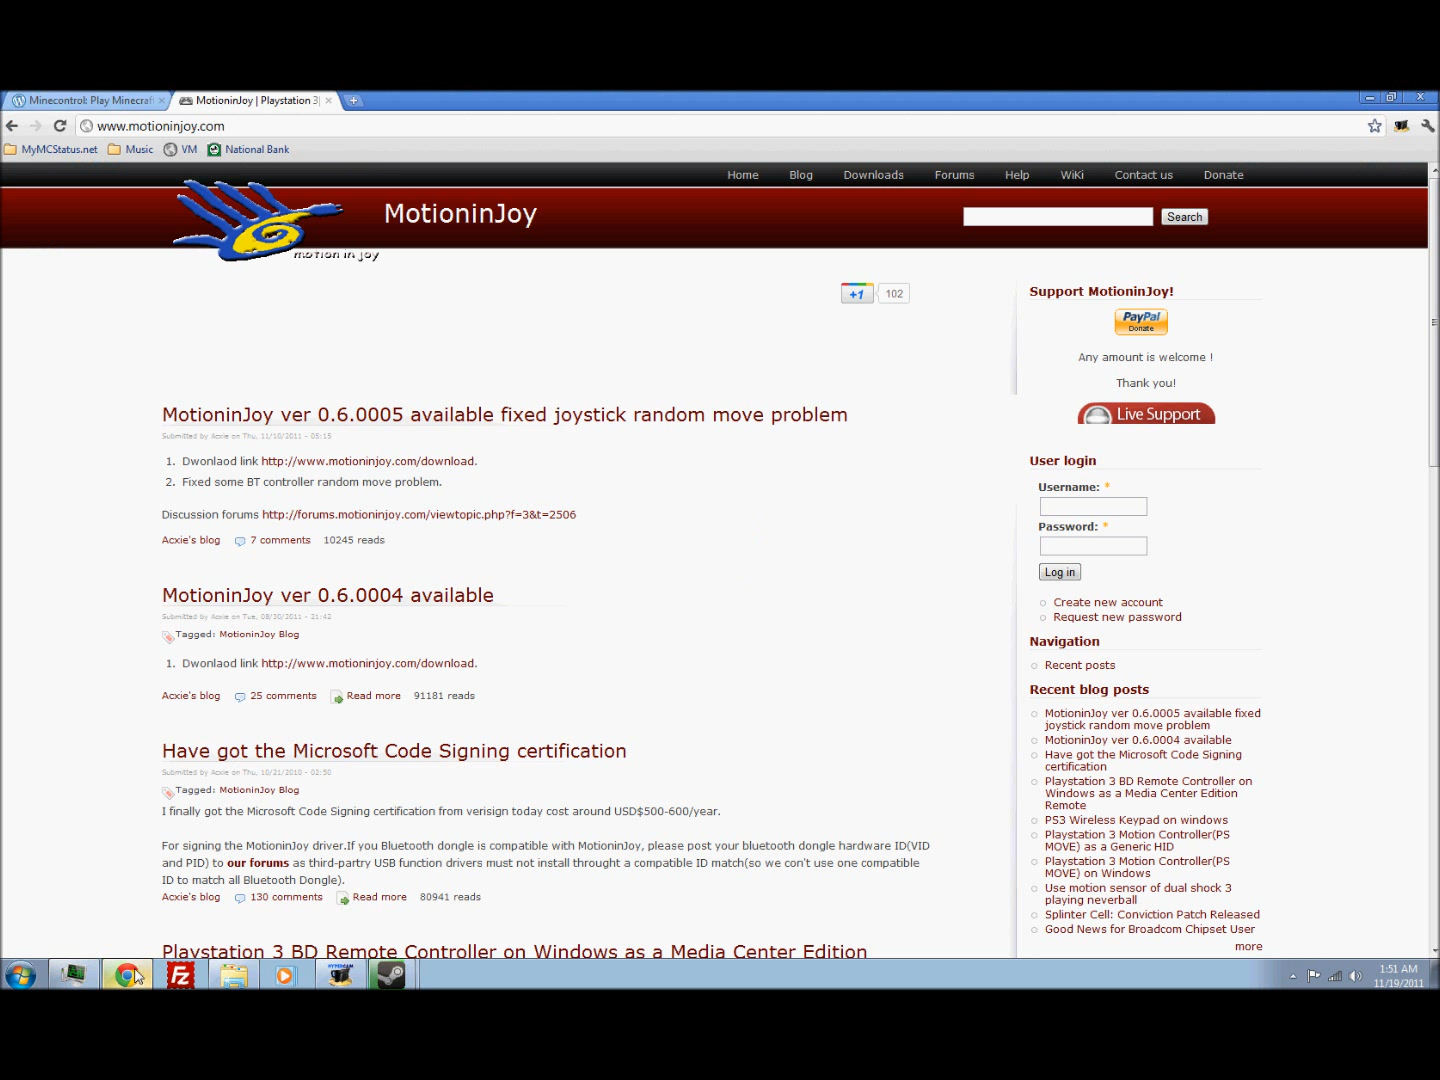 Minecontrol: Play Minecraft
MotioninJoy | Playstation 3
www.motioninjoy.com
MyMCStatus.net Music VM National Bank
Home Blog Downloads Forums Help WiKi Contact us Donate
MotioninJoy
Search
motion in joy
+1 102
Support MotioninJoy!
PayPal
Donate
Any amount is welcome !
Thank you!
Live Support
MotioninJoy ver 0.6.0005 available fixed joystick random move problem
Submitted by Acxie on Thu, 11/10/2011 - 05:15
1. Dwonlaod link http://www.motioninjoy.com/download.
2. Fixed some BT controller random move problem.
Discussion forums http://forums.motioninjoy.com/viewtopic.php?f=3&t=2506
Acxie's blog 7 comments 10245 reads
MotioninJoy ver 0.6.0004 available
Submitted by Acxie on Tue, 08/30/2011 - 21:42
Tagged: MotioninJoy Blog
1. Dwonlaod link http://www.motioninjoy.com/download.
Acxie's blog 25 comments Read more 91181 reads
Have got the Microsoft Code Signing certification
Submitted by Acxie on Thu, 10/21/2010 - 02:50
Tagged: MotioninJoy Blog
I finally got the Microsoft Code Signing certification from verisign today cost around USD$500-600/year.
For signing the MotioninJoy driver.If you Bluetooth dongle is compatible with MotioninJoy, please post your bluetooth dongle hardware ID(VID
and PID) to our forums as third-partry USB function drivers must not install throught a compatible ID match(so we con't use one compatible
ID to match all Bluetooth Dongle).
Acxie's blog 130 comments Read more 80941 reads
Playstation 3 BD Remote Controller on Windows as a Media Center Edition
User login
Username: *
Password: *
Log in
Create new account
Request new password
Navigation
Recent posts
Recent blog posts
MotioninJoy ver 0.6.0005 available fixed
joystick random move problem
MotioninJoy ver 0.6.0004 available
Have got the Microsoft Code Signing
certification
Playstation 3 BD Remote Controller on
Windows as a Media Center Edition
Remote
PS3 Wireless Keypad on windows
Playstation 3 Motion Controller(PS
MOVE) as a Generic HID
Playstation 3 Motion Controller(PS
MOVE) on Windows
Use motion sensor of dual shock 3
playing neverball
Splinter Cell: Conviction Patch Released
Good News for Broadcom Chipset User
more
Fz
HYPERCAM
1:51 AM
11/19/2011